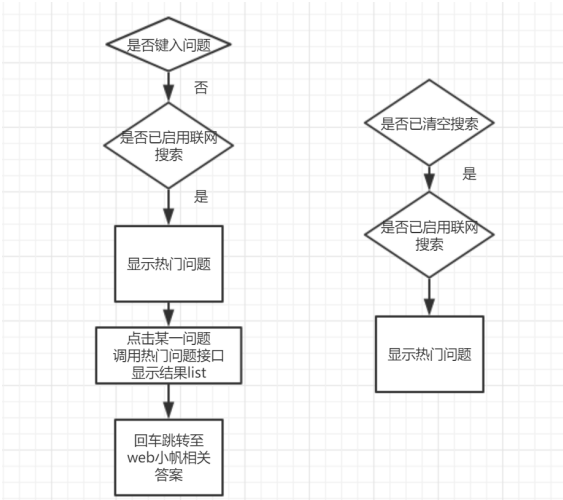 是否键入问题
否
是否已启用联网
搜索
是
显示热门问题
点击某一问题
调用热门问题接口
显示结果list
回车跳转至
web小帆相关
答案
是否已清空搜索
是
是否已启用联网
搜索
显示热门问题